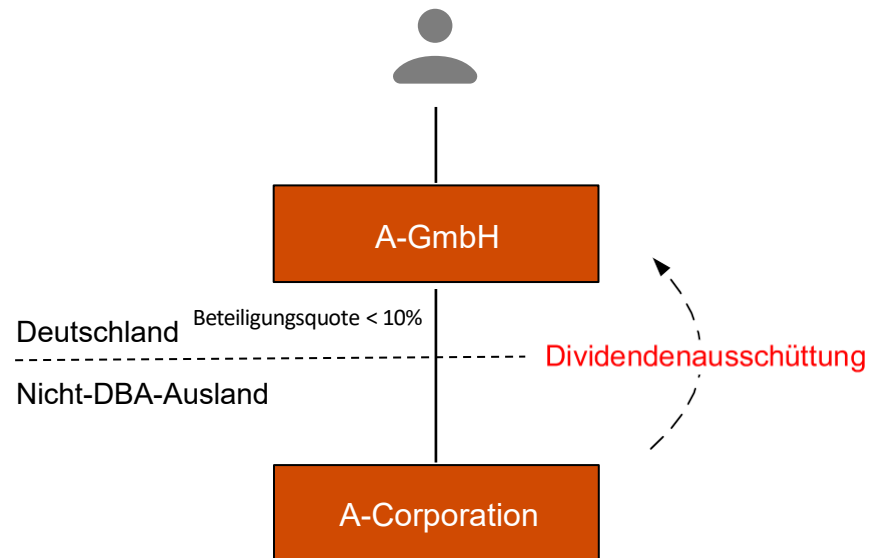 A-GmbH
Beteiligungsquote < 10%
Deutschland
Dividendenausschüttung
Nicht-DBA-Ausland
A-Corporation